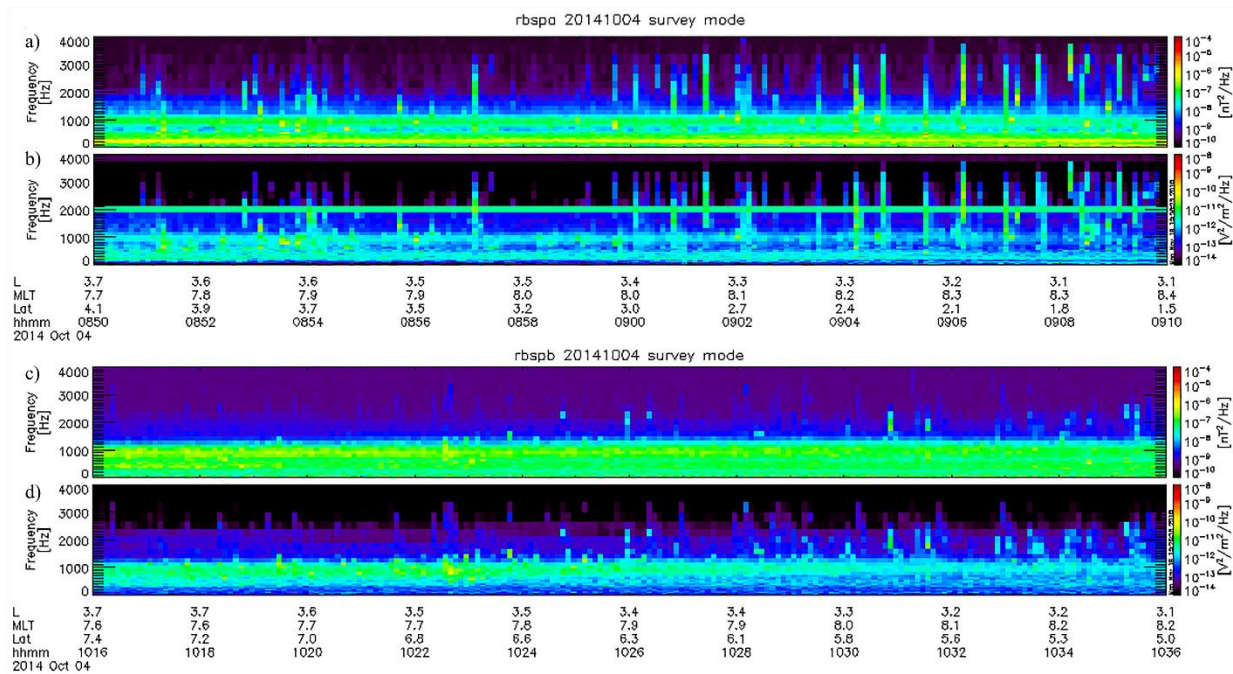 rbspa 20141004 survey mode
a)
4000
3000
2000
1000
0
Frequency
[Hz]
10⁻⁴
10⁻⁵
10⁻⁶
10⁻⁷
10⁻⁸
10⁻⁹
10⁻¹⁰
[nT²/Hz]
b)
4000
3000
2000
1000
0
Frequency
[Hz]
10⁻⁸
10⁻⁹
10⁻¹⁰
10⁻¹¹
10⁻¹²
10⁻¹³
10⁻¹⁴
[V²/m²/Hz]
L 3.7 3.6 3.6 3.5 3.5 3.4 3.3 3.3 3.2 3.1 3.1
MLT 7.7 7.8 7.9 7.9 8.0 8.0 8.1 8.2 8.3 8.3 8.4
Lat 4.1 3.9 3.7 3.5 3.2 3.0 2.7 2.4 2.1 1.8 1.5
hhmm 0850 0852 0854 0856 0858 0900 0902 0904 0906 0908 0910
2014 Oct 04
rbspb 20141004 survey mode
c)
4000
3000
2000
1000
0
Frequency
[Hz]
10⁻⁴
10⁻⁵
10⁻⁶
10⁻⁷
10⁻⁸
10⁻⁹
10⁻¹⁰
[nT²/Hz]
d)
4000
3000
2000
1000
0
Frequency
[Hz]
10⁻⁸
10⁻⁹
10⁻¹⁰
10⁻¹¹
10⁻¹²
10⁻¹³
10⁻¹⁴
[V²/m²/Hz]
L 3.7 3.7 3.6 3.5 3.5 3.4 3.4 3.3 3.2 3.2 3.1
MLT 7.6 7.6 7.7 7.7 7.8 7.9 7.9 8.0 8.1 8.2 8.2
Lat 7.4 7.2 7.0 6.8 6.6 6.3 6.1 5.8 5.6 5.3 5.0
hhmm 1016 1018 1020 1022 1024 1026 1028 1030 1032 1034 1036
2014 Oct 04